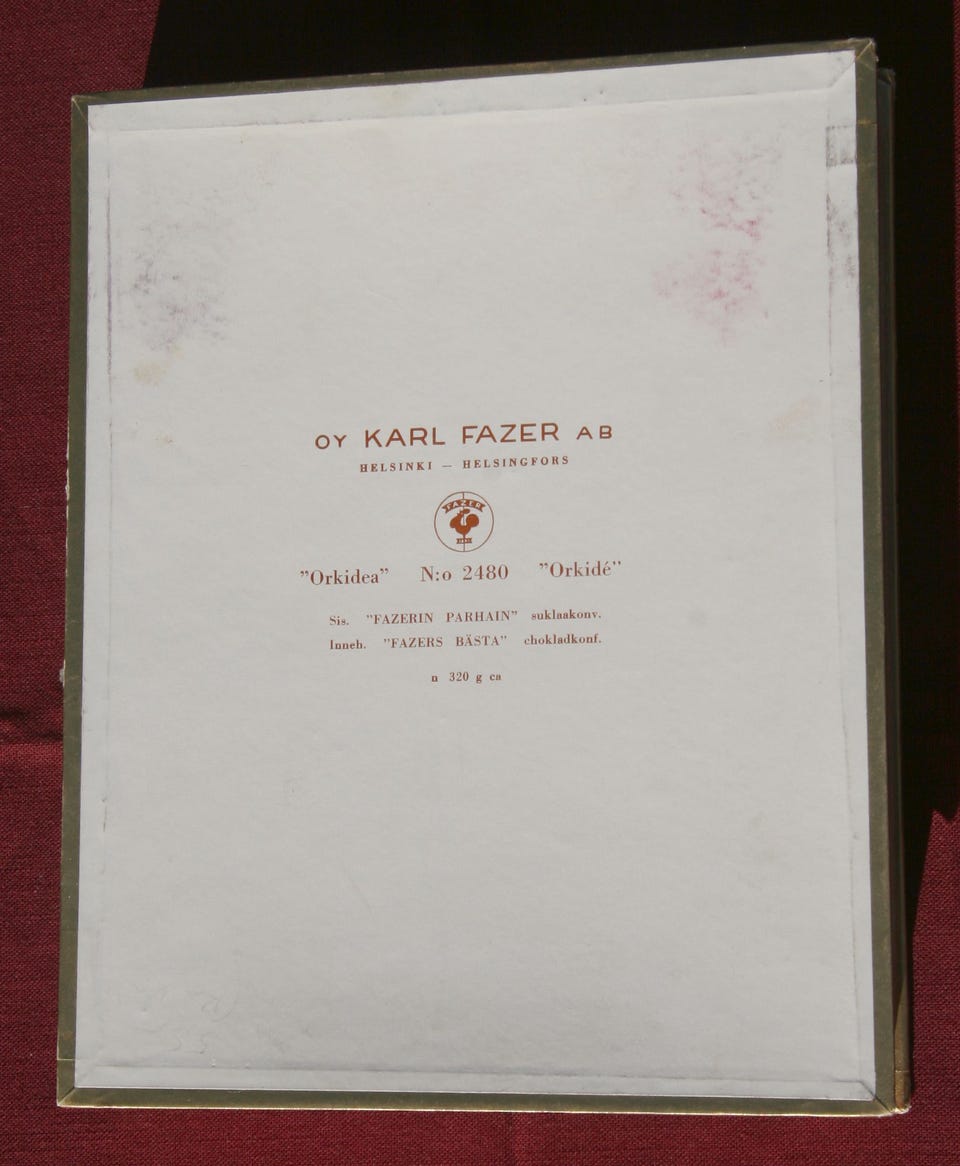 OY KARL FAZER AB
HELSINKI — HELSINGFORS
FAZER
”Orkidea” N:o 2480 ”Orkidé”
Sis. ”FAZERIN PARHAIN” suklaakonv.
Inneh. ”FAZERS BÄSTA” chokladkonf.
n 320 g ca